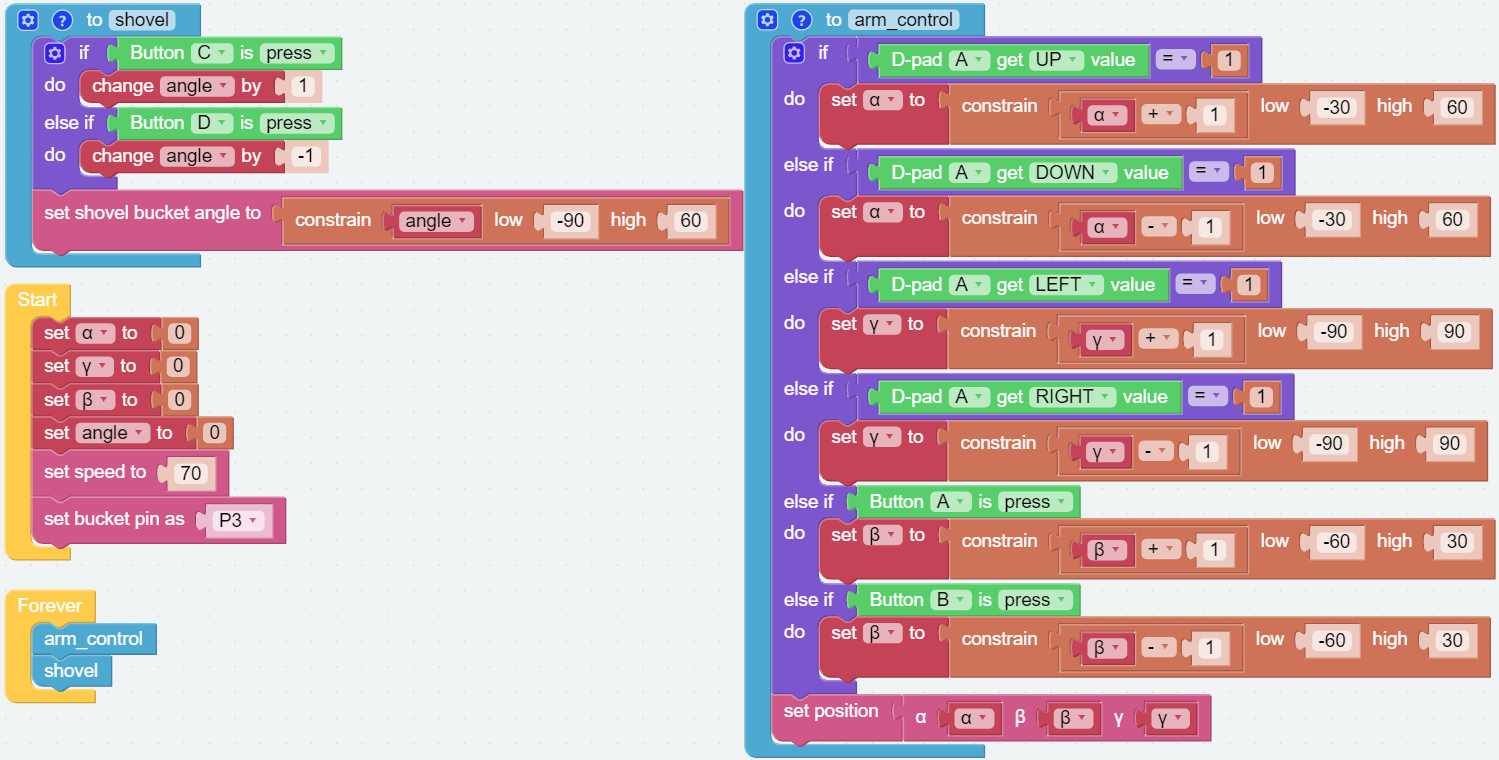 to shovel
if Button C is press
do change angle by 1
else if Button D is press
do change angle by -1
set shovel bucket angle to constrain angle low -90 high 60
Start
set α to 0
set γ to 0
set β to 0
set angle to 0
set speed to 70
set bucket pin as P3
Forever
arm_control
shovel
to arm_control
if D-pad A get UP value = 1
do set α to constrain α + 1 low -30 high 60
else if D-pad A get DOWN value = 1
do set α to constrain α - 1 low -30 high 60
else if D-pad A get LEFT value = 1
do set γ to constrain γ + 1 low -90 high 90
else if D-pad A get RIGHT value = 1
do set γ to constrain γ - 1 low -90 high 90
else if Button A is press
do set β to constrain β + 1 low -60 high 30
else if Button B is press
do set β to constrain β - 1 low -60 high 30
set position α α β β γ γ